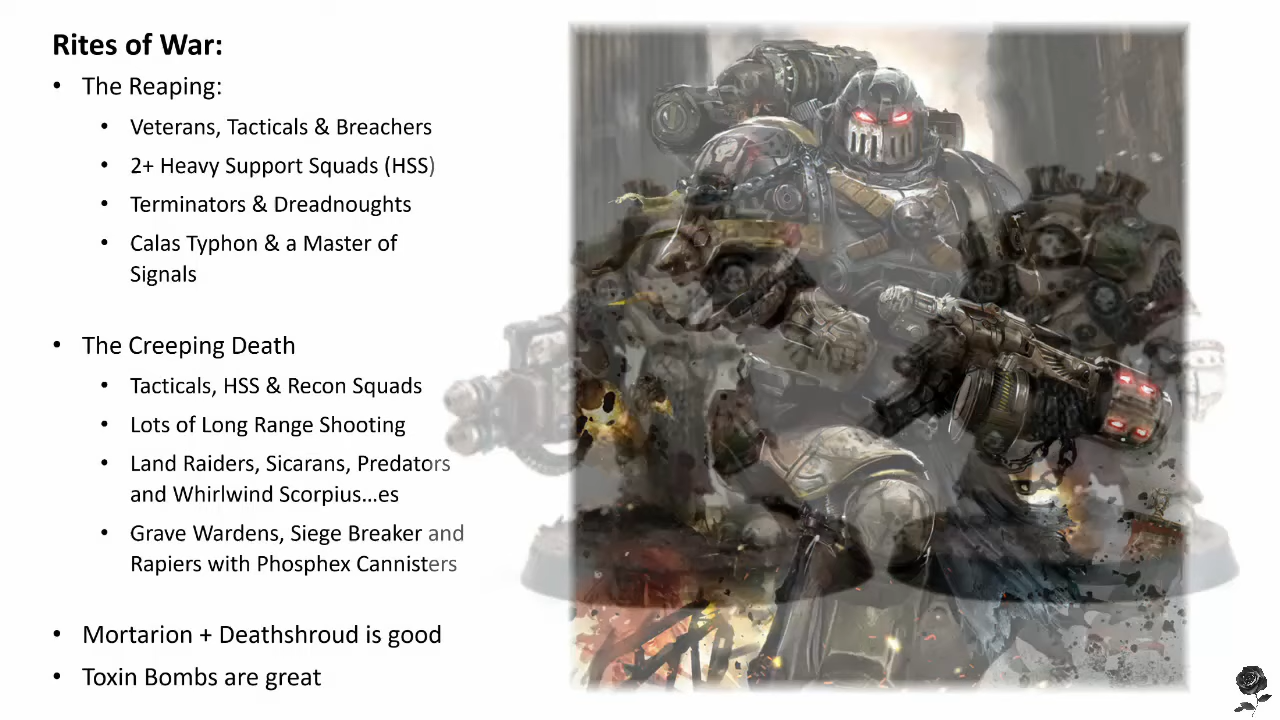 Rites of War:
• The Reaping:
• Veterans, Tacticals & Breachers
• 2+ Heavy Support Squads (HSS)
• Terminators & Dreadnoughts
• Calas Typhon & a Master of
Signals
• The Creeping Death
• Tacticals, HSS & Recon Squads
• Lots of Long Range Shooting
• Land Raiders, Sicarans, Predators
and Whirlwind Scorpius...es
• Grave Wardens, Siege Breaker and
Rapiers with Phosphex Cannisters
• Mortarion + Deathshroud is good
• Toxin Bombs are great